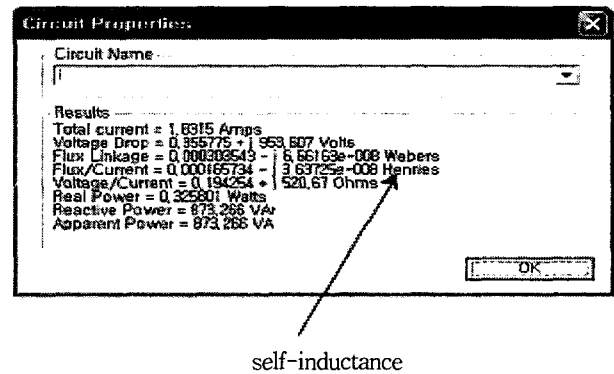 Circuit Properties
Circuit Name
i
Results
Total current = 1,8315 Amps
Voltage Drop = 0,355775 + j 953,607 Volts
Flux Linkage = 0,000303543 - j 6,66163e-008 Webers
Flux/Current = 0,000165734 - j 3,63725e-008 Henries
Voltage/Current = 0,194254 + j 520,67 Ohms
Real Power = 0,325801 Watts
Reactive Power = 873,266 VAr
Apparent Power = 873,266 VA
OK
self-inductance